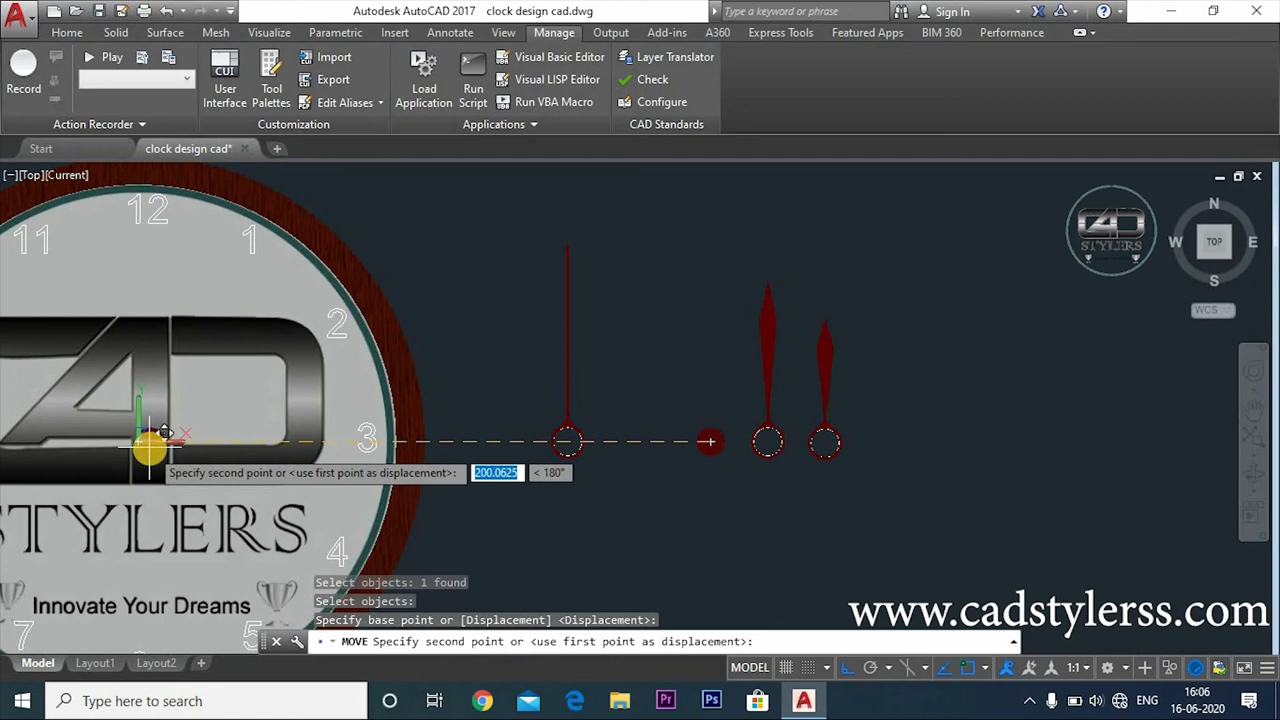 Autodesk AutoCAD 2017 clock design cad.dwg
Type a keyword or phrase
Sign In
Home Solid Surface Mesh Visualize Parametric Insert Annotate View Manage Output Add-ins A360 Express Tools Featured Apps BIM 360 Performance
Record
Play
User Interface
CUI
Tool Palettes
Import
Export
Edit Aliases
Load Application
Run Script
Visual Basic Editor
Visual LISP Editor
Run VBA Macro
Layer Translator
Check
Configure
Action Recorder
Customization
Applications
CAD Standards
Start
clock design cad*
[−][Top][Current]
12
11
1
2
3
4
5
7
CAD
STYLERS
Innovate Your Dreams
Y
X
CAD
STYLERS
N
W
TOP
E
S
WCS
Specify second point or <use first point as displacement>: 200.0625 < 180°
Select objects: 1 found
Select objects:
Specify base point or [Displacement] <Displacement>:
MOVE Specify second point or <use first point as displacement>:
www.cadstylerss.com
Model Layout1 Layout2
MODEL
1:1
Type here to search
Pr
Ps
ENG
16:06
16-06-2020